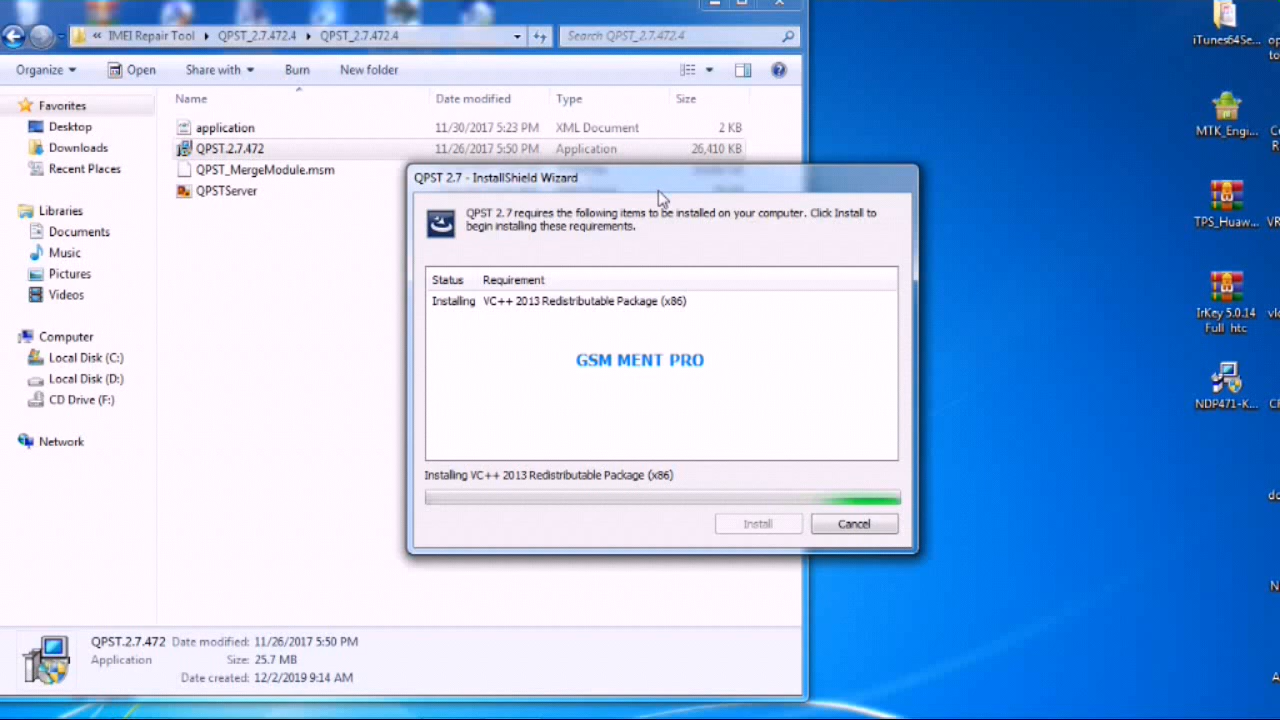 « IMEI Repair Tool ▸ QPST_2.7.472.4 ▸ QPST_2.7.472.4
Search QPST_2.7.472.4
Organize Open Share with Burn New folder
Name Date modified Type Size
Favorites
Desktop
Downloads
Recent Places
Libraries
Documents
Music
Pictures
Videos
Computer
Local Disk (C:)
Local Disk (D:)
CD Drive (F:)
Network
application 11/30/2017 5:23 PM XML Document 2 KB
QPST.2.7.472 11/26/2017 5:50 PM Application 26,410 KB
QPST_MergeModule.msm
QPSTServer
QPST 2.7 - InstallShield Wizard
QPST 2.7 requires the following items to be installed on your computer. Click Install to
begin installing these requirements.
Status Requirement
Installing VC++ 2013 Redistributable Package (x86)
GSM MENT PRO
Installing VC++ 2013 Redistributable Package (x86)
Install Cancel
QPST.2.7.472 Date modified: 11/26/2017 5:50 PM
Application Size: 25.7 MB
Date created: 12/2/2019 9:14 AM
iTunes64Se...
MTK_Engi...
TPS_Huaw...
IrKey 5.0.14
Full htc
NDP471-K...